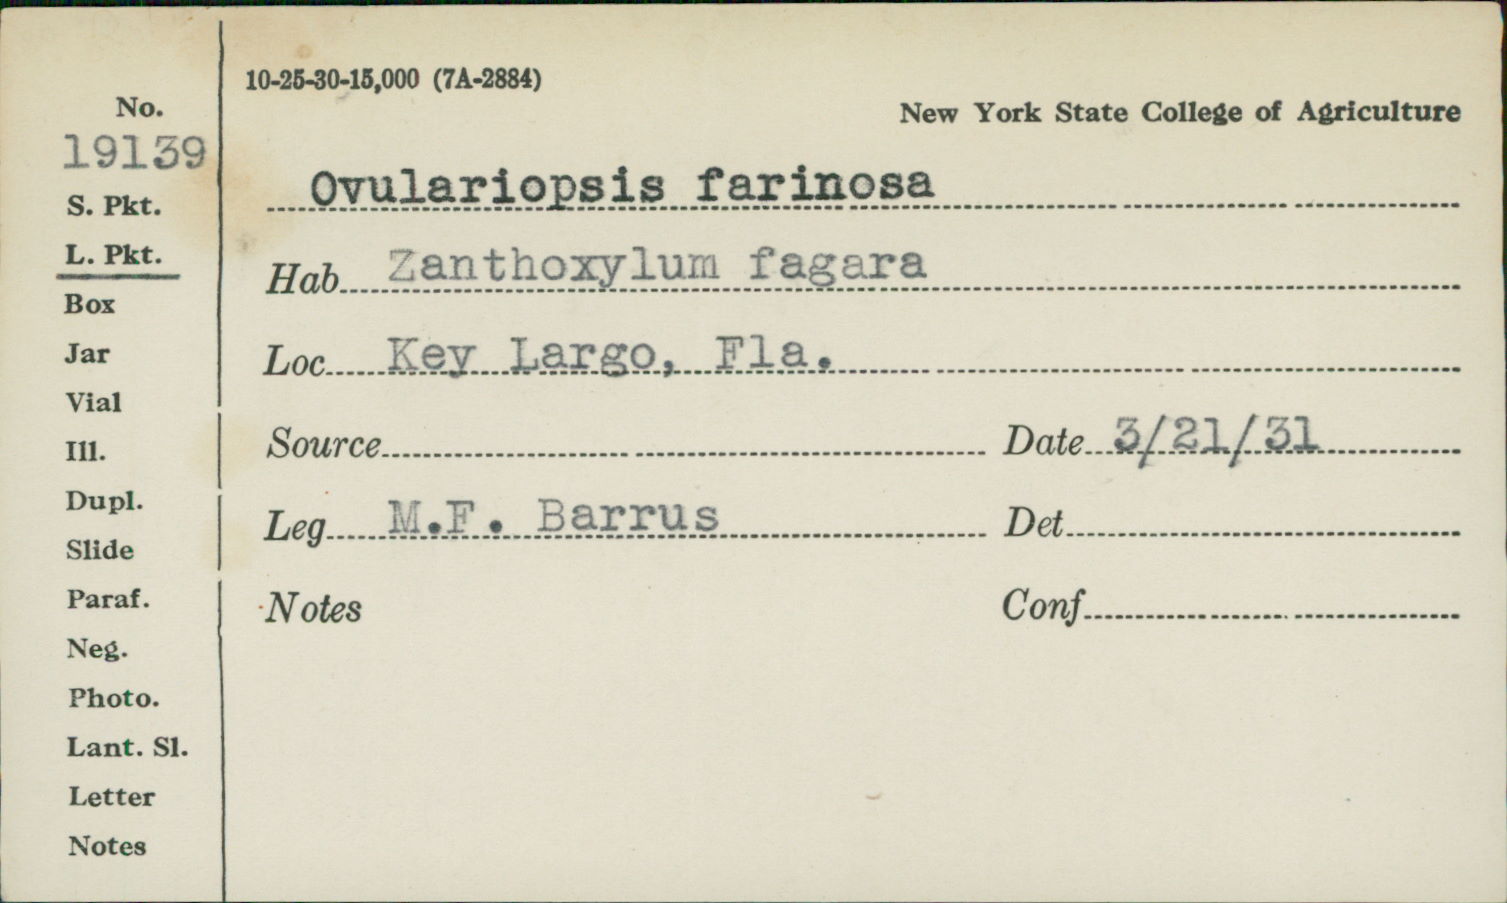 10-25-30-15,000 (7A-2884)
New York State College of Agriculture
No.
19139
S. Pkt.
L. Pkt.
Box
Jar
Vial
Ill.
Dupl.
Slide
Paraf.
Neg.
Photo.
Lant. Sl.
Letter
Notes
Ovulariopsis farinosa
Hab Zanthoxylum fagara
Loc Key Largo, Fla.
Source Date 3/21/31
Leg M.F. Barrus Det
Notes Conf